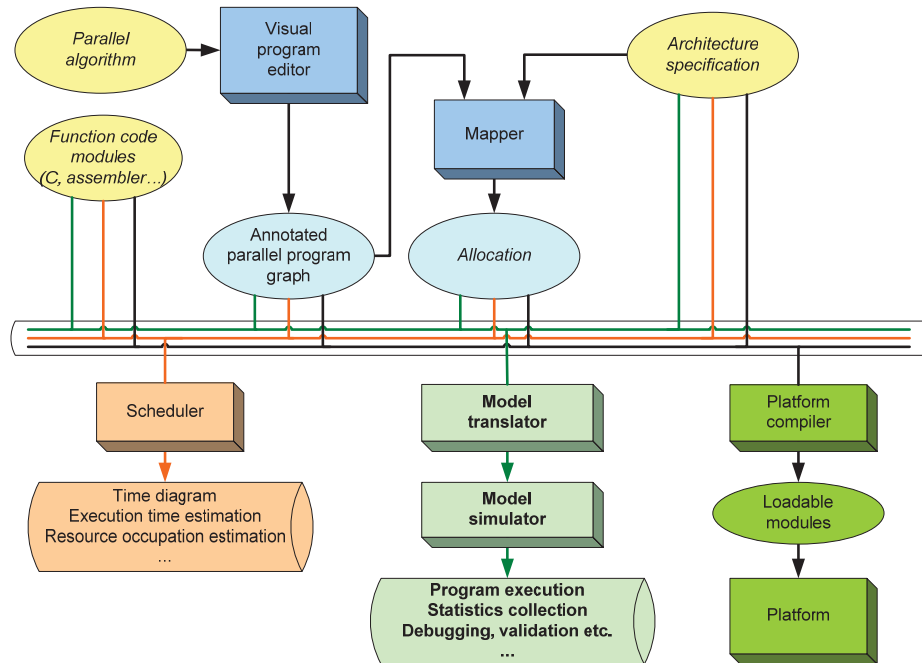 Parallel
algorithm
Visual
program
editor
Architecture
specification
Mapper
Function code
modules
(C, assembler...)
Annotated
parallel program
graph
Allocation
Scheduler
Model
translator
Platform
compiler
Time diagram
Execution time estimation
Resource occupation estimation
...
Model
simulator
Loadable
modules
Program execution
Statistics collection
Debugging, validation etc.
...
Platform